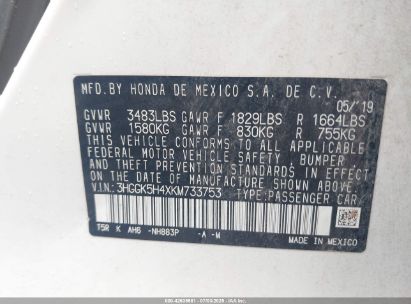 MFD.BY HONDA DE MEXICO S.A. DE C.V.
05/'19
GVWR 3483LBS GAWR F 1829LBS R 1664LBS
GVWR 1580KG GAWR F 830KG R 755KG
THIS VEHICLE CONFORMS TO ALL APPLICABLE
FEDERAL MOTOR VEHICLE SAFETY, BUMPER
AND THEFT PREVENTION STANDARDS IN EFFECT ON
THE DATE OF MANUFACTURE SHOWN ABOVE.
V.I.N.: 3HGGK5H4XKM733753 TYPE:PASSENGER CAR
T5R K AH6 -NH883P -A -M
MADE IN MEXICO